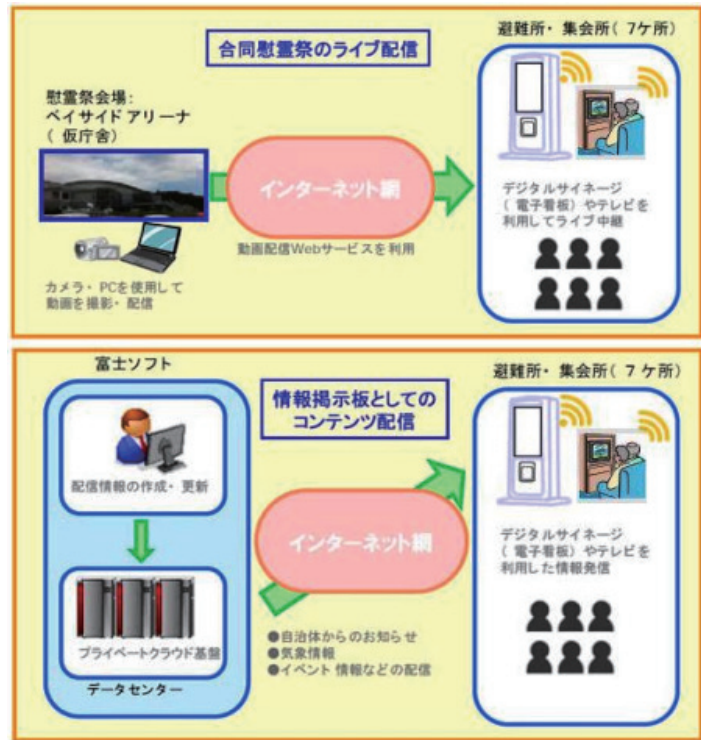 合同慰霊祭のライブ配信
避難所・集会所( 7ケ所)
慰霊祭会場:
ベイサイド アリーナ
( 仮庁舎)
インターネット網
動画配信Webサービスを利用
カメラ・PCを使用して
動画を撮影・配信
デジタルサイネージ
( 電子看板) やテレビを
利用してライブ中継
富士ソフト
情報掲示板としての
コンテンツ配信
避難所・集会所( 7 ケ所)
配信情報の作成・更新
インターネット網
デジタルサイネージ
( 電子看板) やテレビを
利用した情報発信
プライベートクラウド基盤
データセンター
●自治体からのお知らせ
●気象情報
●イベント 情報などの配信